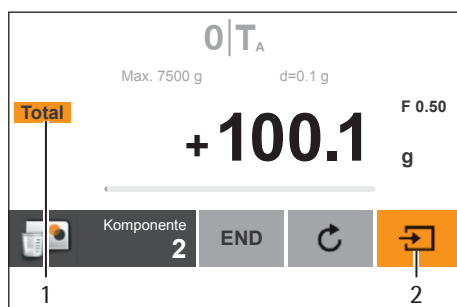 0|TA
Max. 7500 g d=0.1 g
Total
F 0.50
+100.1
g
Komponente
2
END
1
2